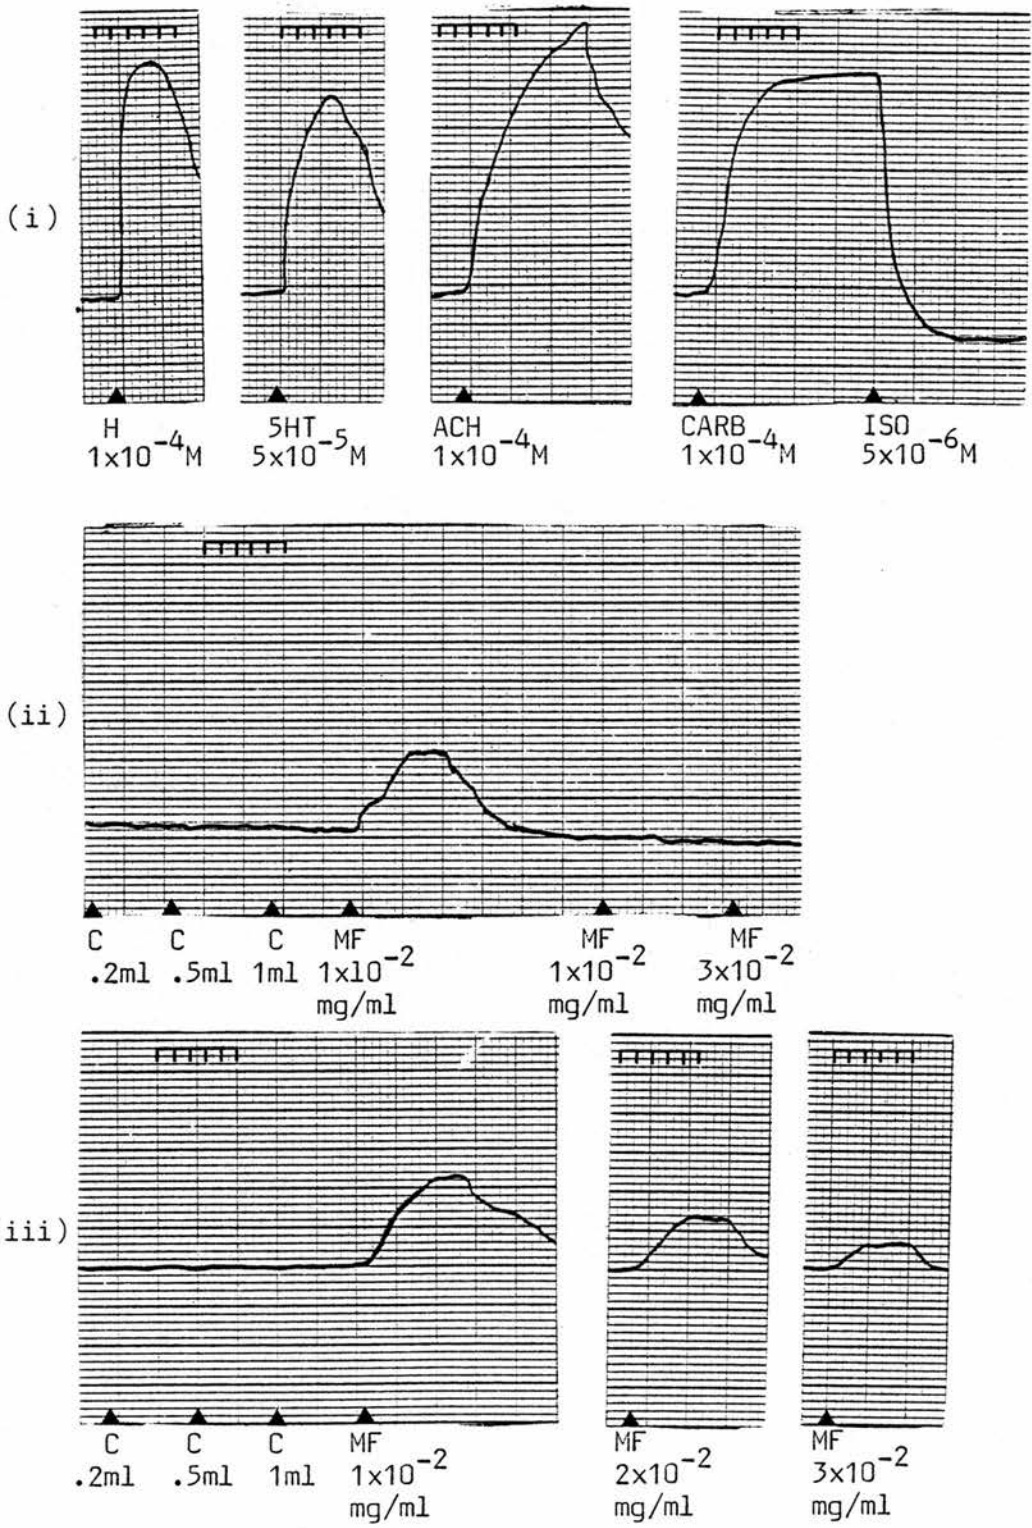 (i)
H 5HT ACH CARB ISO
1x10⁻⁴M 5x10⁻⁵M 1x10⁻⁴M 1x10⁻⁴M 5x10⁻⁶M
(ii)
C C C MF MF MF
.2ml .5ml 1ml 1x10⁻² 1x10⁻² 3x10⁻²
mg/ml mg/ml mg/ml
iii)
C C C MF MF MF
.2ml .5ml 1ml 1x10⁻² 2x10⁻² 3x10⁻²
mg/ml mg/ml mg/ml